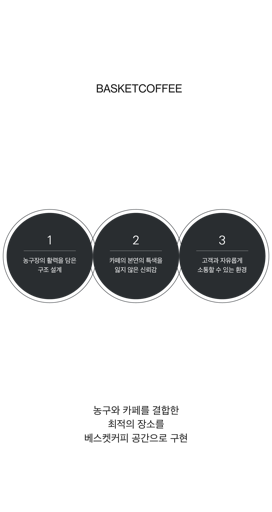 BASKETCOFFEE
1
농구장의 활력을 담은
구조 설계
2
카페의 본연의 특색을
잃지 않은 신뢰감
3
고객과 자유롭게
소통할 수 있는 환경
농구와 카페를 결합한
최적의 장소를
베스켓커피 공간으로 구현